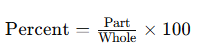 Percent = Part/Whole × 100